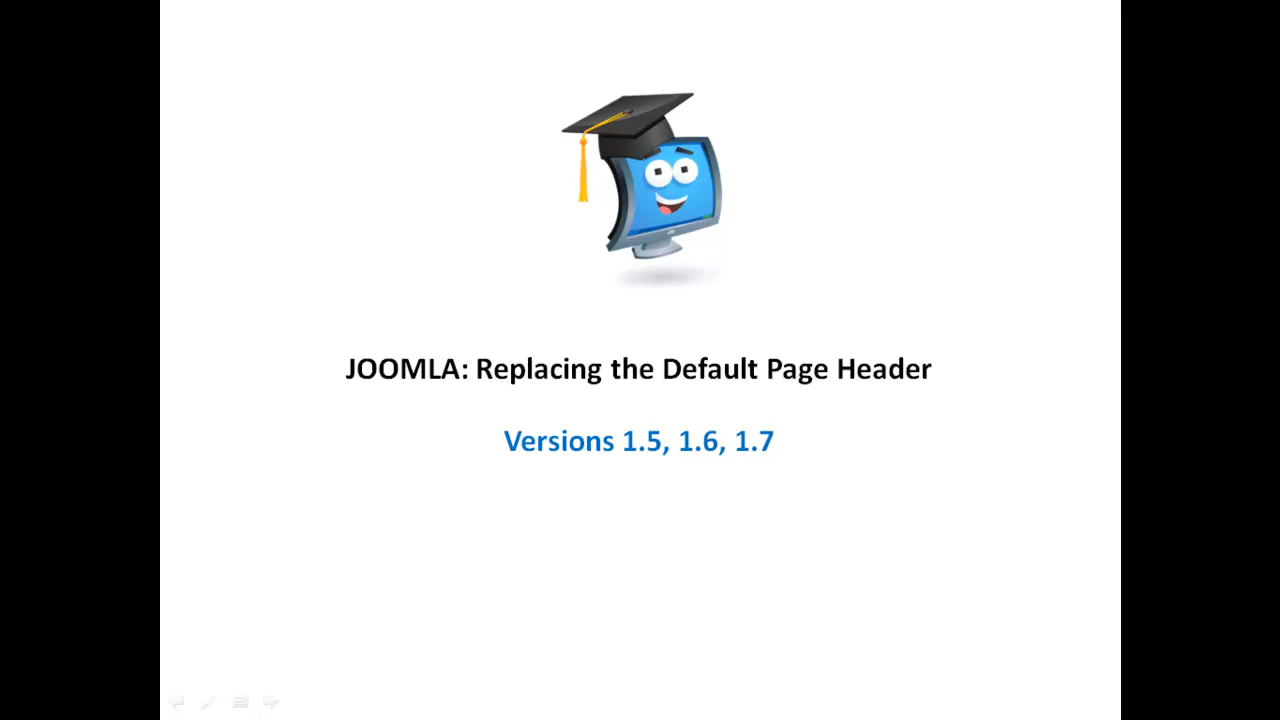 JOOMLA: Replacing the Default Page Header
Versions 1.5, 1.6, 1.7